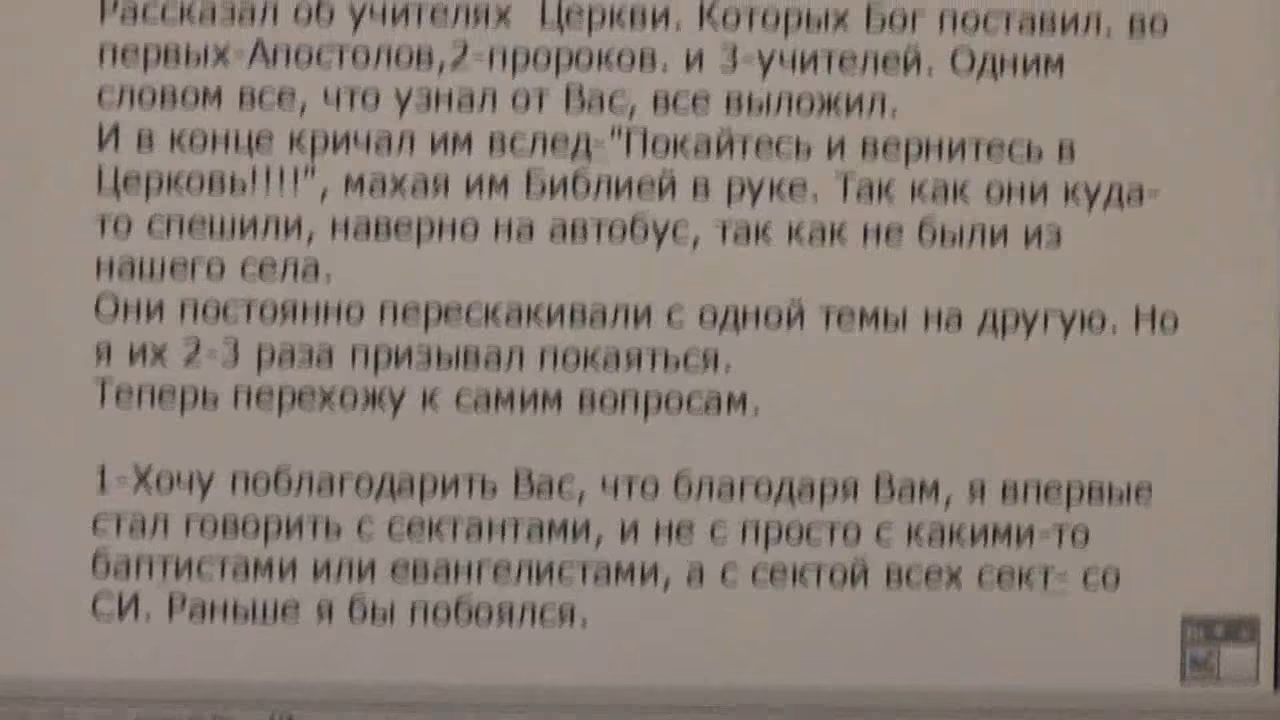 Рассказал об учителях Церкви. Которых Бог поставил. во
первых-Апостолов,2-пророков. и 3-учителей. Одним
словом все, что узнал от Вас, все выложил.
И в конце кричал им вслед-"Покайтесь и вернитесь в
Церковь!!!!", махая им Библией в руке. Так как они куда-
то спешили, наверно на автобус, так как не были из
нашего села.
Они постоянно перескакивали с одной темы на другую. Но
я их 2-3 раза призывал покаяться.
Теперь перехожу к самим вопросам.
1-Хочу поблагодарить Вас, что благодаря Вам, я впервые
стал говорить с сектантами, и не с просто с какими-то
баптистами или евангелистами, а с сектой всех сект- со
СИ. Раньше я бы побоялся.